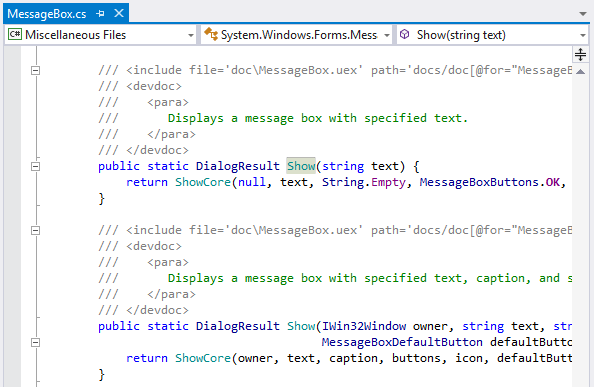 MessageBox.cs
C# Miscellaneous Files
System.Windows.Forms.Mess
Show(string text)
/// <include file='doc\MessageBox.uex' path='docs/doc[@for="MessageB
/// <devdoc>
///    <para>
///       Displays a message box with specified text.
///    </para>
/// </devdoc>
public static DialogResult Show(string text) {
    return ShowCore(null, text, String.Empty, MessageBoxButtons.OK,
}
/// <include file='doc\MessageBox.uex' path='docs/doc[@for="MessageB
/// <devdoc>
///    <para>
///       Displays a message box with specified text, caption, and s
///    </para>
/// </devdoc>
public static DialogResult Show(IWin32Window owner, string text, str
                                MessageBoxDefaultButton defaultButto
    return ShowCore(owner, text, caption, buttons, icon, defaultButt
}